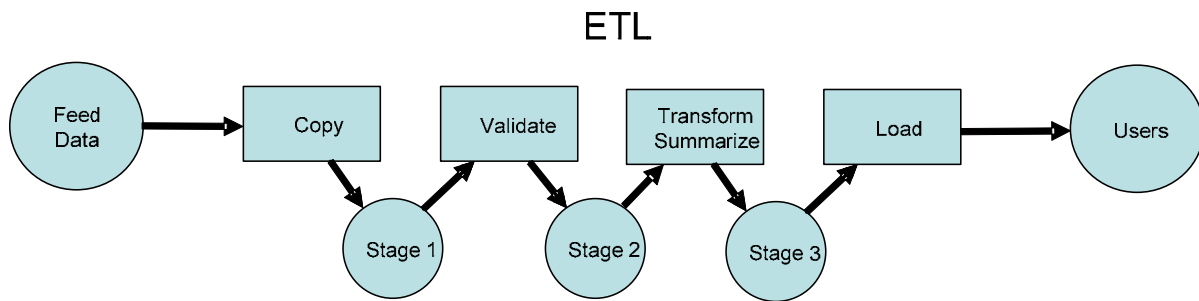 ETL
Feed
Data
Copy
Validate
Transform
Summarize
Load
Users
Stage 1
Stage 2
Stage 3